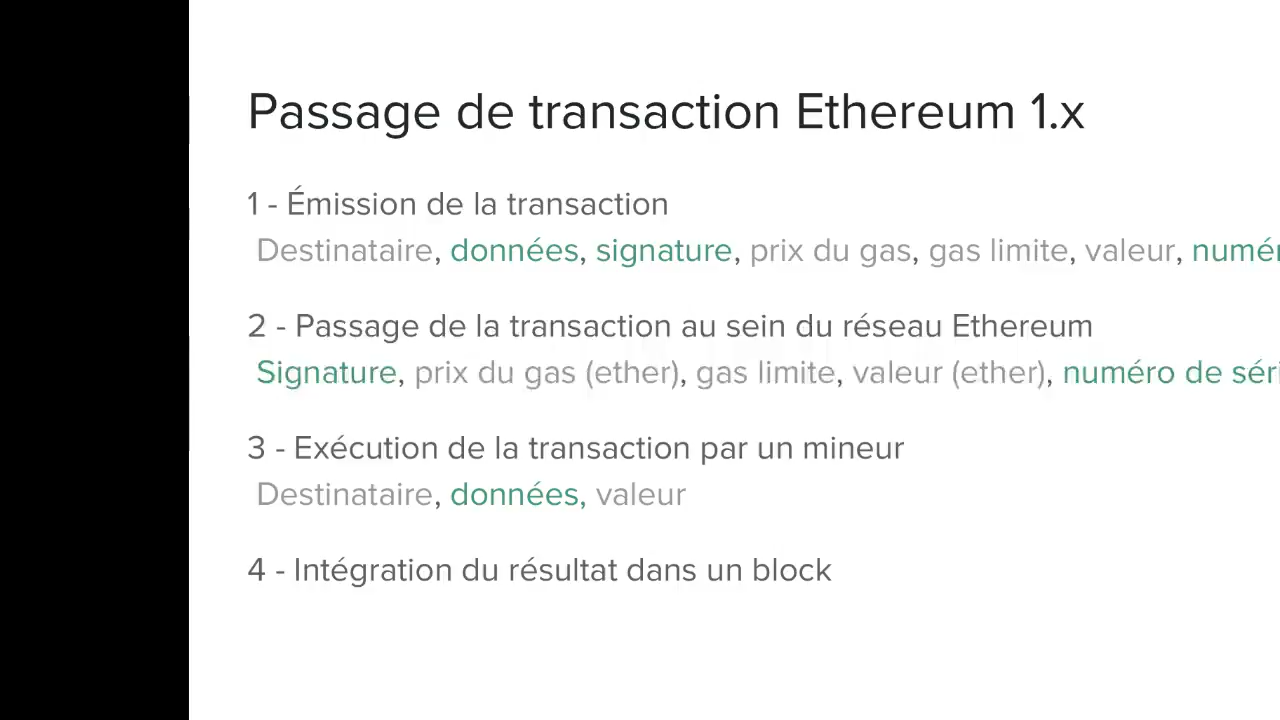 Passage de transaction Ethereum 1.x
1 - Émission de la transaction
Destinataire, données, signature, prix du gas, gas limite, valeur,
2 - Passage de la transaction au sein du réseau Ethereum
Signature, prix du gas (ether), gas limite, valeur (ether), numéro de
3 - Exécution de la transaction par un mineur
Destinataire, données, valeur
4 - Intégration du résultat dans un block